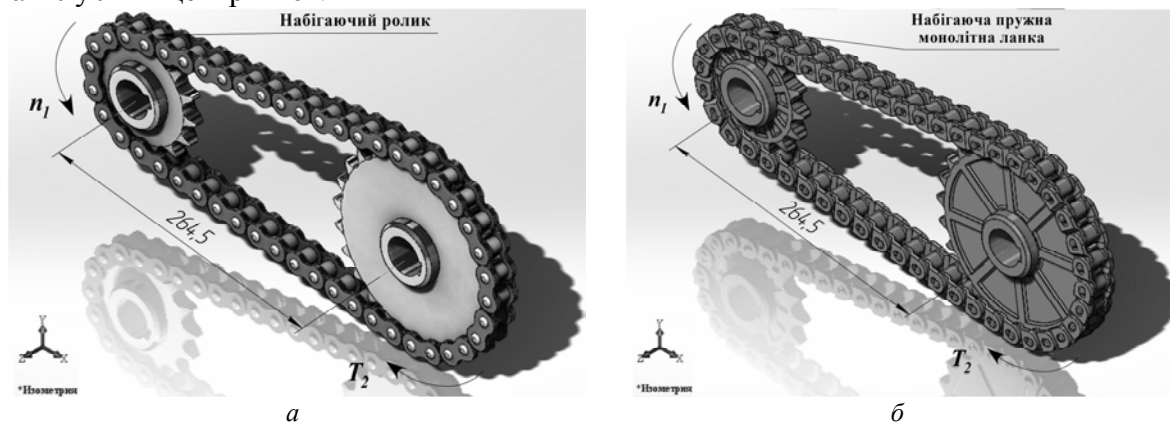 Набігаючий ролик
n1
264,5
T2
Y
Z
X
*Изометрия
а
Набігаюча пружна
монолітна ланка
n1
264,5
T2
Y
Z
X
*Изометрия
б